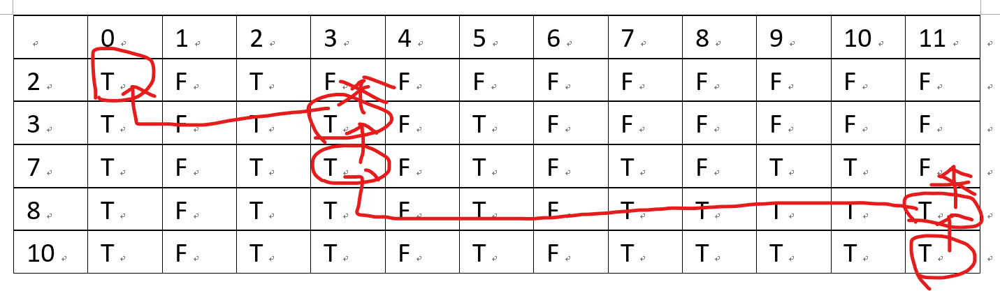 0 1 2 3 4 5 6 7 8 9 10 11
2 T F T F F F F F F F F F
3 T F T T F T F F F F F F
7 T F T T F T F T F T T F
8 T F T T F T F T T T T T
10 T F T T F T F T T T T T